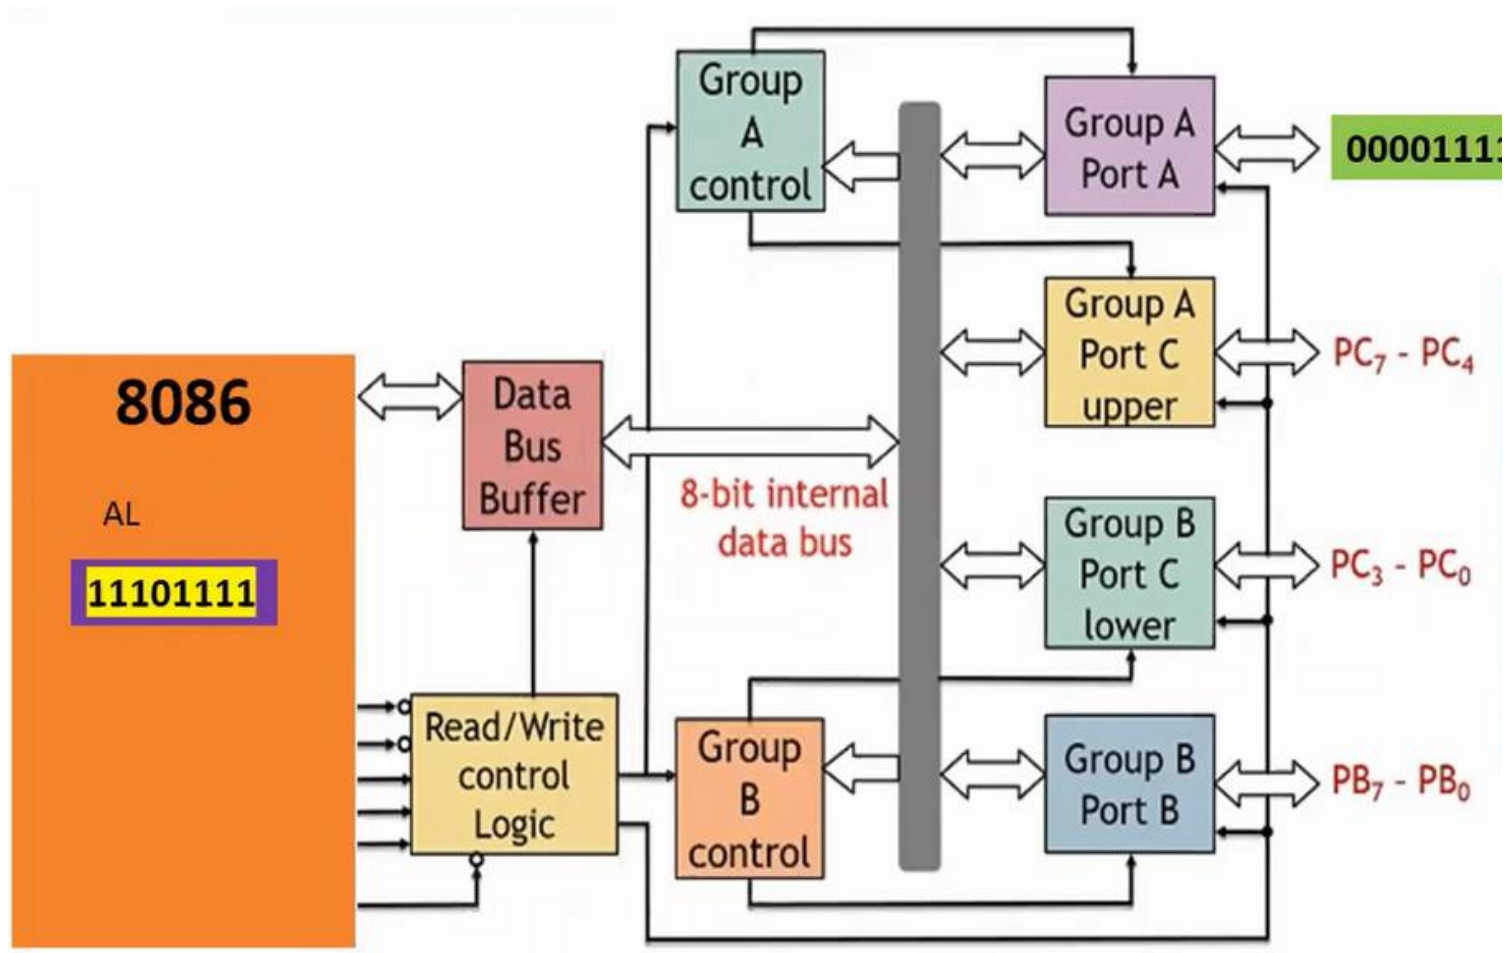 Group
A
control
Group A
Port A
00001111
Group A
Port C
upper
PC₇ - PC₄
8086
AL
11101111
Data
Bus
Buffer
8-bit internal
data bus
Group B
Port C
lower
PC₃ - PC₀
Read/Write
control
Logic
Group
B
control
Group B
Port B
PB₇ - PB₀